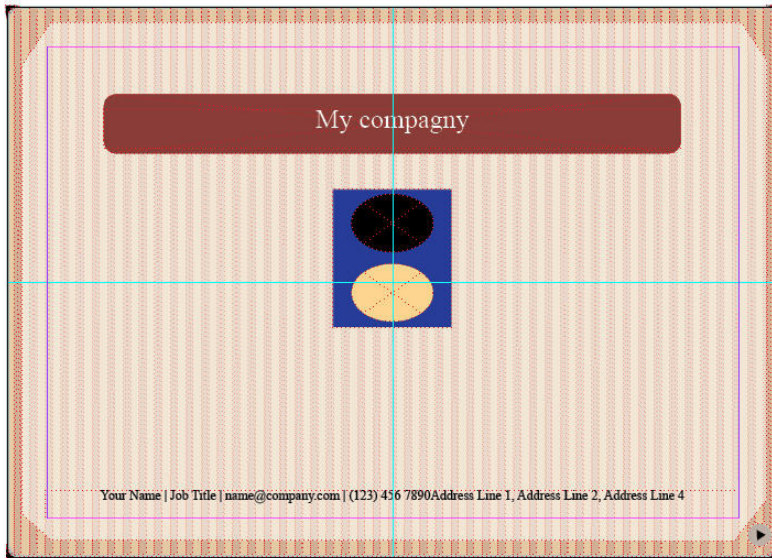 My compagny
Your Name | Job Title | name@company.com | (123) 456 7890Address Line 1, Address Line 2, Address Line 4